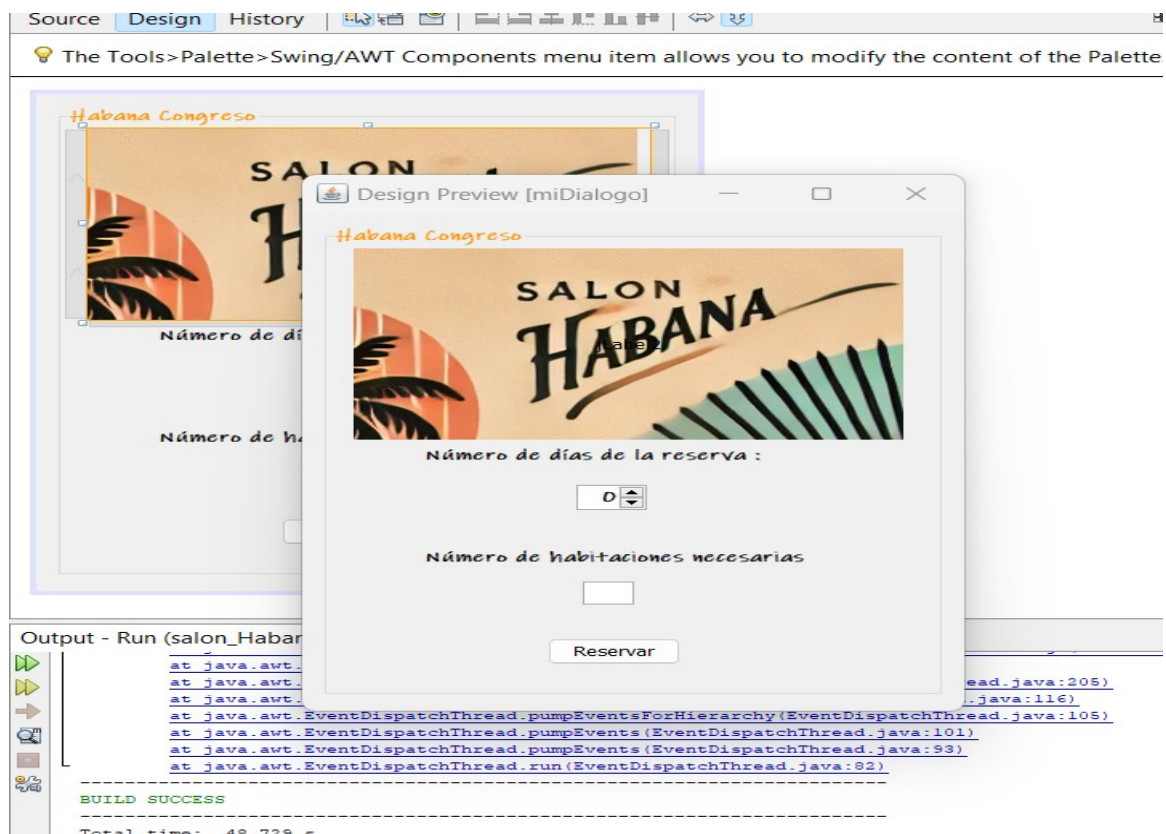 Source Design History
The Tools>Palette>Swing/AWT Components menu item allows you to modify the content of the Palette
Habana Congreso
SALON
Design Preview [miDialogo]
Habana Congreso
SALON
HABANA
Número de días de la reserva :
0
Número de habitaciones necesarias
Reservar
Número de dí
Número de ha
Output - Run (salon_Haban
at java.awt.
at java.awt. ead.java:205)
at java.awt. .java:116)
at java.awt.EventDispatchThread.pumpEventsForHierarchy(EventDispatchThread.java:105)
at java.awt.EventDispatchThread.pumpEvents(EventDispatchThread.java:101)
at java.awt.EventDispatchThread.pumpEvents(EventDispatchThread.java:93)
at java.awt.EventDispatchThread.run(EventDispatchThread.java:82)
BUILD SUCCESS
Total time: 48.739 s